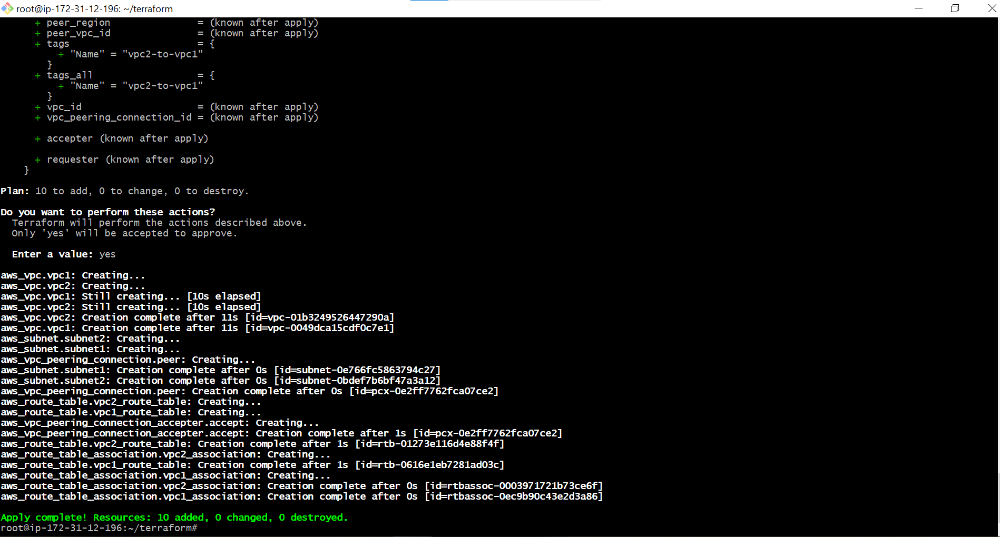 root@ip-172-31-12-196: ~/terraform
+ peer_region = (known after apply)
+ peer_vpc_id = (known after apply)
+ tags = {
+ "Name" = "vpc2-to-vpc1"
}
+ tags_all = {
+ "Name" = "vpc2-to-vpc1"
}
+ vpc_id = (known after apply)
+ vpc_peering_connection_id = (known after apply)
+ accepter (known after apply)
+ requester (known after apply)
}
Plan: 10 to add, 0 to change, 0 to destroy.
Do you want to perform these actions?
Terraform will perform the actions described above.
Only 'yes' will be accepted to approve.
Enter a value: yes
aws_vpc.vpc1: Creating...
aws_vpc.vpc2: Creating...
aws_vpc.vpc1: Still creating... [10s elapsed]
aws_vpc.vpc2: Still creating... [10s elapsed]
aws_vpc.vpc2: Creation complete after 11s [id=vpc-01b3249526447290a]
aws_vpc.vpc1: Creation complete after 11s [id=vpc-0049dca15cdf0c7e1]
aws_subnet.subnet2: Creating...
aws_subnet.subnet1: Creating...
aws_vpc_peering_connection.peer: Creating...
aws_subnet.subnet1: Creation complete after 0s [id=subnet-0e766fc5863794c27]
aws_subnet.subnet2: Creation complete after 0s [id=subnet-0bdef7b6bf47a3a12]
aws_vpc_peering_connection.peer: Creation complete after 0s [id=pcx-0e2ff7762fca07ce2]
aws_route_table.vpc2_route_table: Creating...
aws_route_table.vpc1_route_table: Creating...
aws_vpc_peering_connection_accepter.accept: Creating...
aws_vpc_peering_connection_accepter.accept: Creation complete after 1s [id=pcx-0e2ff7762fca07ce2]
aws_route_table.vpc2_route_table: Creation complete after 1s [id=rtb-01273e116d4e88f4f]
aws_route_table_association.vpc2_association: Creating...
aws_route_table.vpc1_route_table: Creation complete after 1s [id=rtb-0616e1eb7281ad03c]
aws_route_table_association.vpc1_association: Creating...
aws_route_table_association.vpc2_association: Creation complete after 0s [id=rtbassoc-0003971721b73ce6f]
aws_route_table_association.vpc1_association: Creation complete after 0s [id=rtbassoc-0ec9b90c43e2d3a86]
Apply complete! Resources: 10 added, 0 changed, 0 destroyed.
root@ip-172-31-12-196:~/terraform#